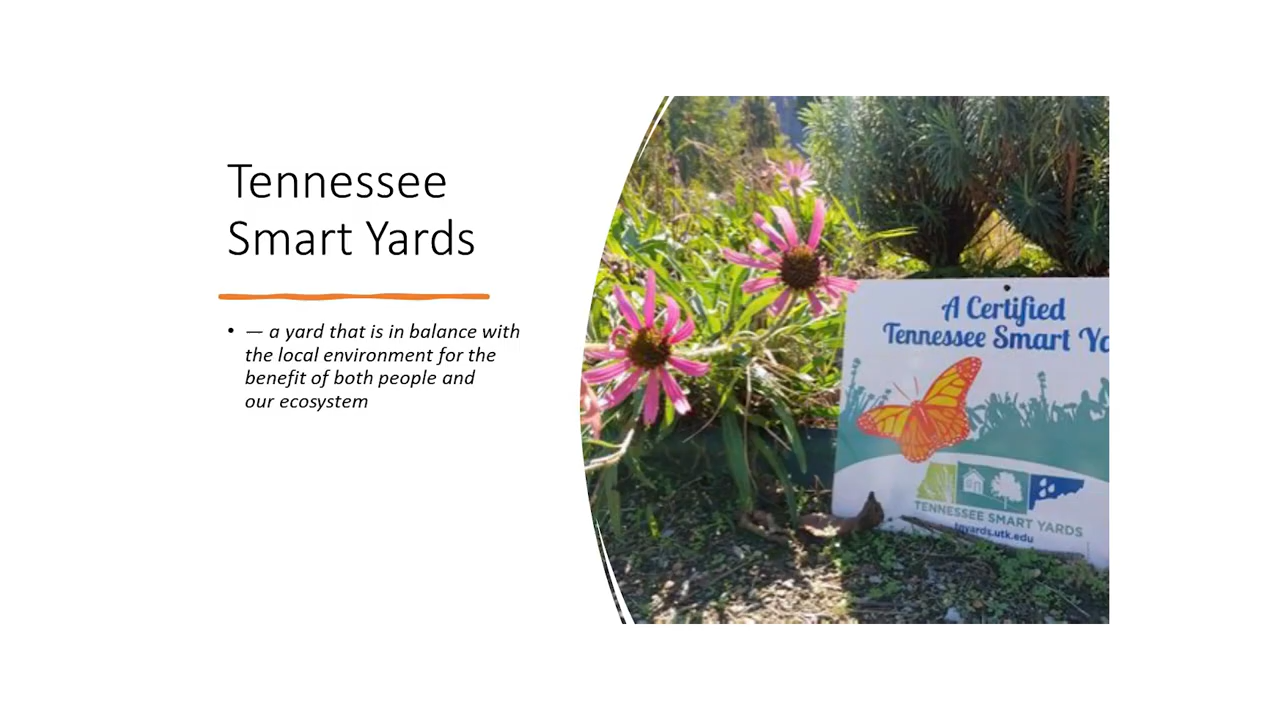 Tennessee
Smart Yards
• — a yard that is in balance with
the local environment for the
benefit of both people and
our ecosystem
A Certified
Tennessee Smart Ya
TENNESSEE SMART YARDS
tnyards.utk.edu